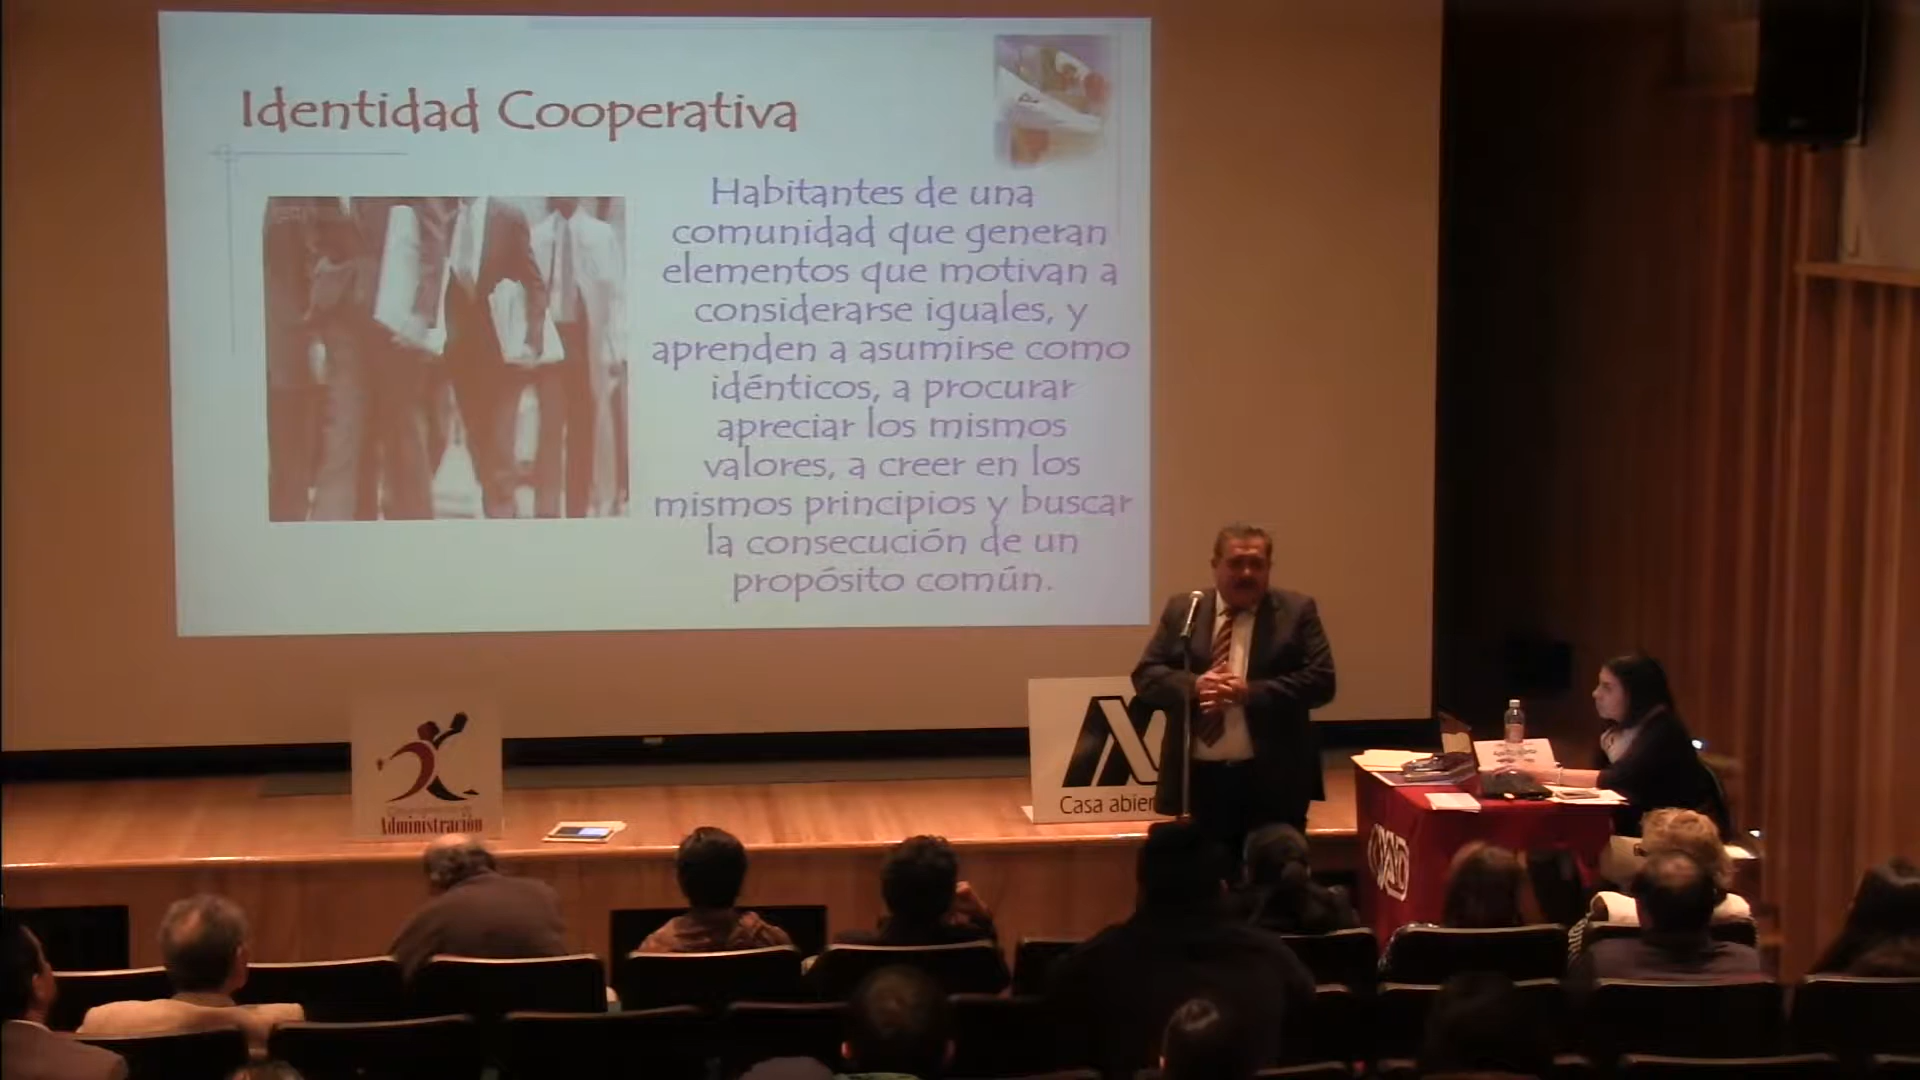 Identidad Cooperativa
Habitantes de una
comunidad que generan
elementos que motivan a
considerarse iguales, y
aprenden a asumirse como
idénticos, a procurar
apreciar los mismos
valores, a creer en los
mismos principios y buscar
la consecución de un
propósito común.
Administración
Casa abier